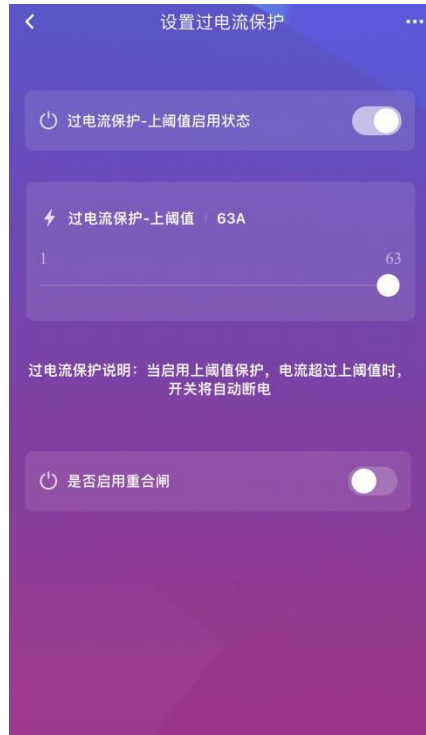 设置过电流保护
过电流保护-上阈值启用状态
过电流保护-上阈值 | 63A
1 63
过电流保护说明：当启用上阈值保护，电流超过上阈值时，
开关将自动断电
是否启用重合闸